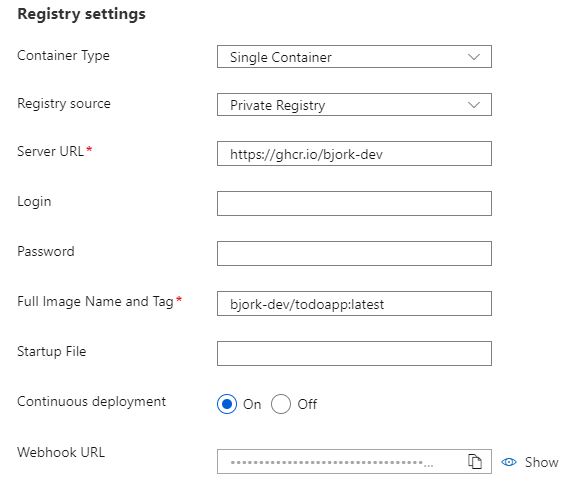 Registry settings
Container Type Single Container
Registry source Private Registry
Server URL* https://ghcr.io/bjork-dev
Login
Password
Full Image Name and Tag* bjork-dev/todoapp:latest
Startup File
Continuous deployment On Off
Webhook URL ••••••••••••••••••••••••••••••••••... Show